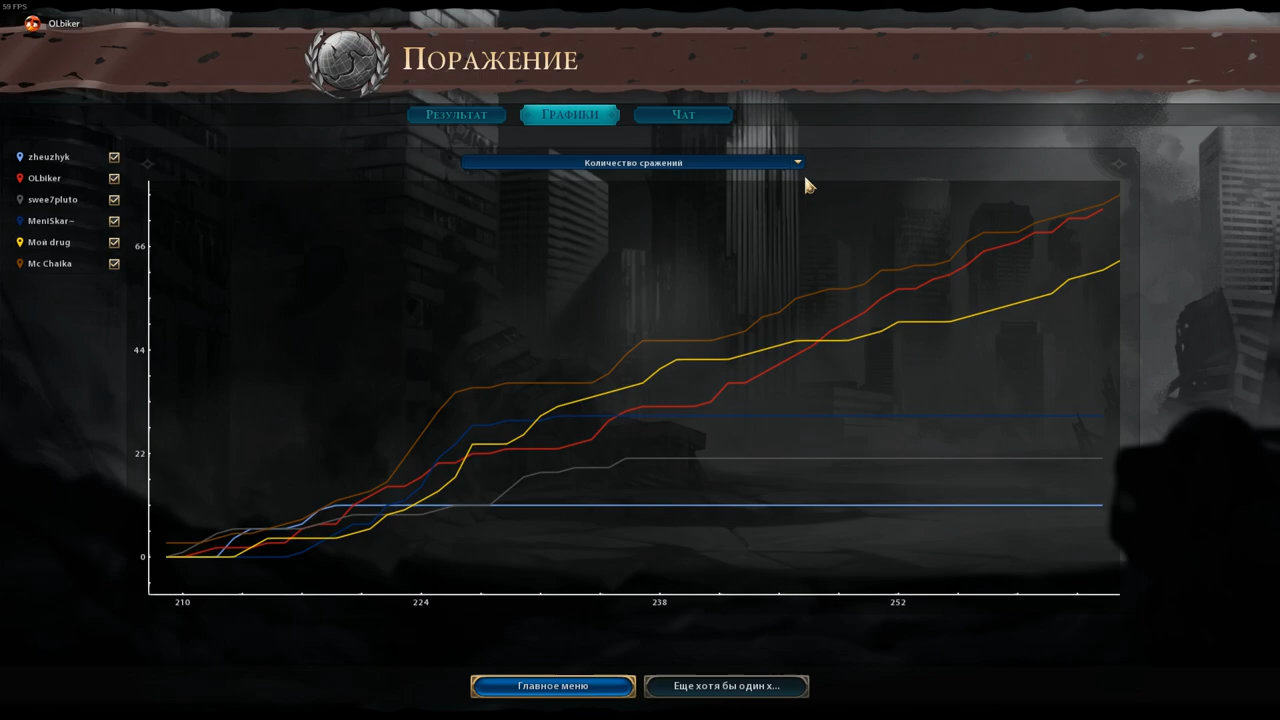 59 FPS
OLbiker
Поражение
Результат
Графики
Чат
Количество сражений
zheuzhyk
OLbiker
swee7pluto
MeniSkar~
Мой drug
Mc Chaika
66
44
22
0
210
224
238
252
Главное меню
Еще хотя бы один х...